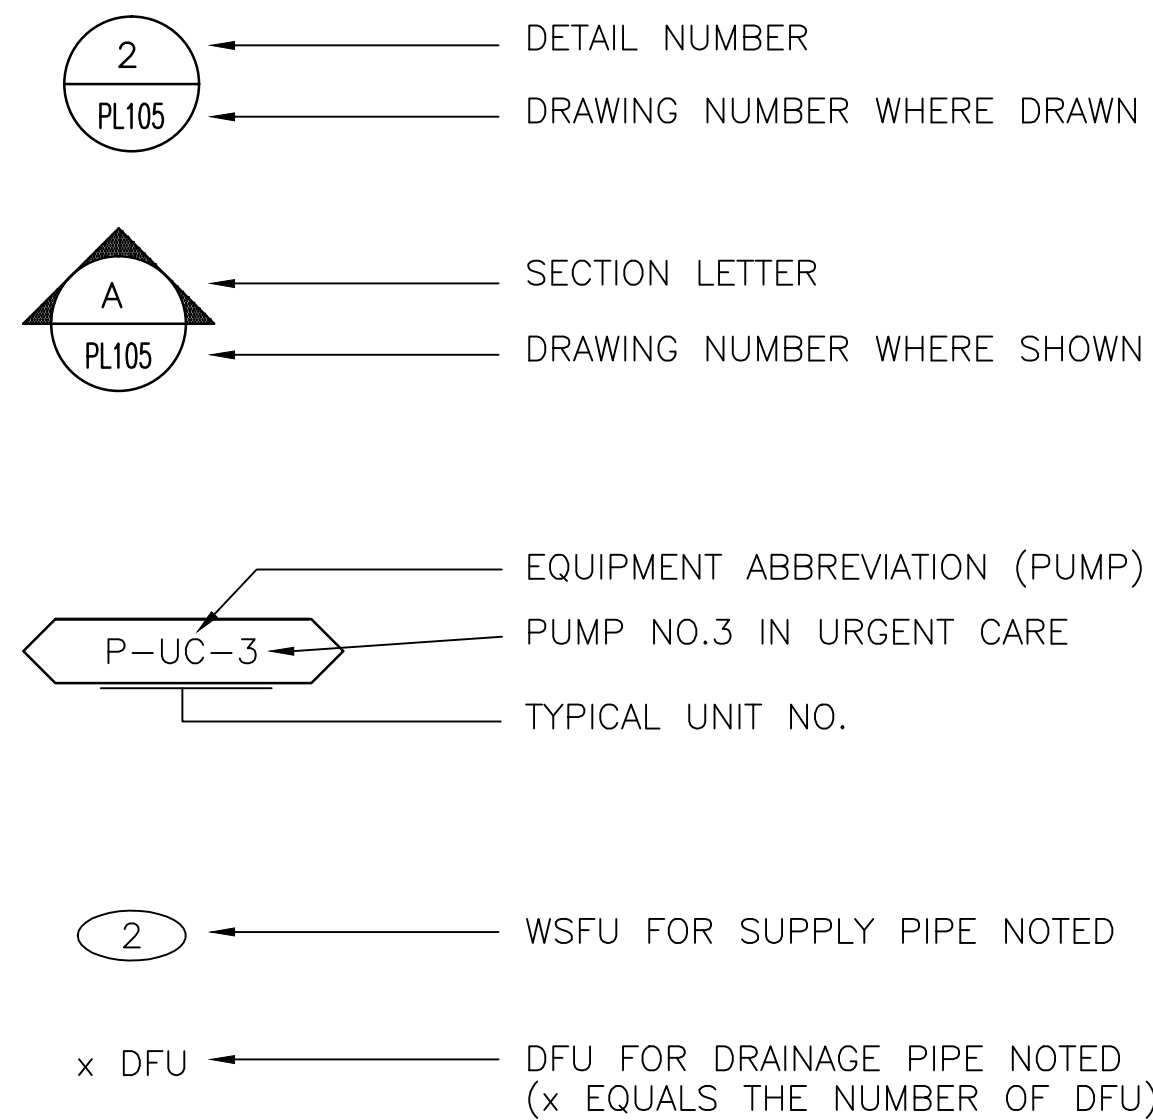 2
DETAIL NUMBER
PL105
DRAWING NUMBER WHERE DRAWN
A
SECTION LETTER
PL105
DRAWING NUMBER WHERE SHOWN
EQUIPMENT ABBREVIATION (PUMP)
P-UC-3
PUMP NO.3 IN URGENT CARE
TYPICAL UNIT NO.
2
WSFU FOR SUPPLY PIPE NOTED
x DFU
DFU FOR DRAINAGE PIPE NOTED
(x EQUALS THE NUMBER OF DFU)